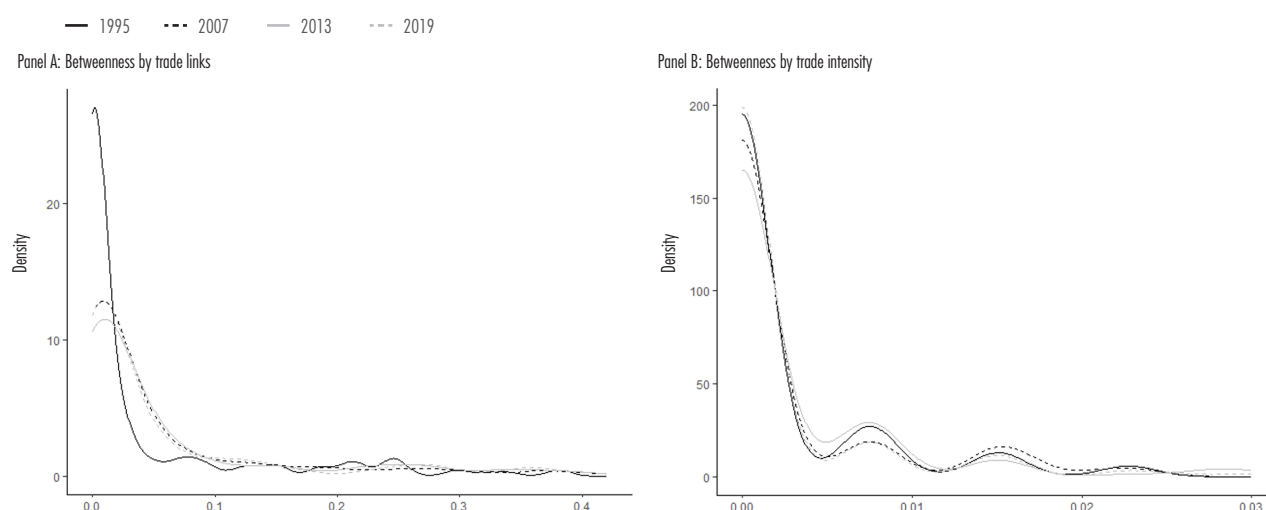 1995 2007 2013 2019
Panel A: Betweenness by trade links
Density
20
10
0
0.0 0.1 0.2 0.3 0.4
Panel B: Betweenness by trade intensity
Density
200
150
100
50
0
0.00 0.01 0.02 0.03